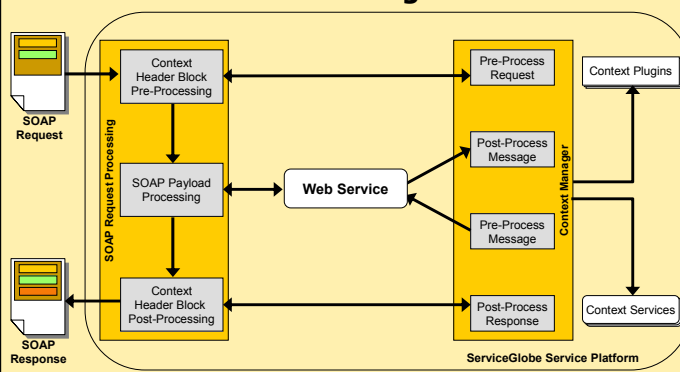 SOAP
Request
SOAP
Response
SOAP Request Processing
Context
Header Block
Pre-Processing
SOAP Payload
Processing
Context
Header Block
Post-Processing
Web Service
Pre-Process
Request
Post-Process
Message
Pre-Process
Message
Post-Process
Response
Context Manager
Context Plugins
Context Services
ServiceGlobe Service Platform